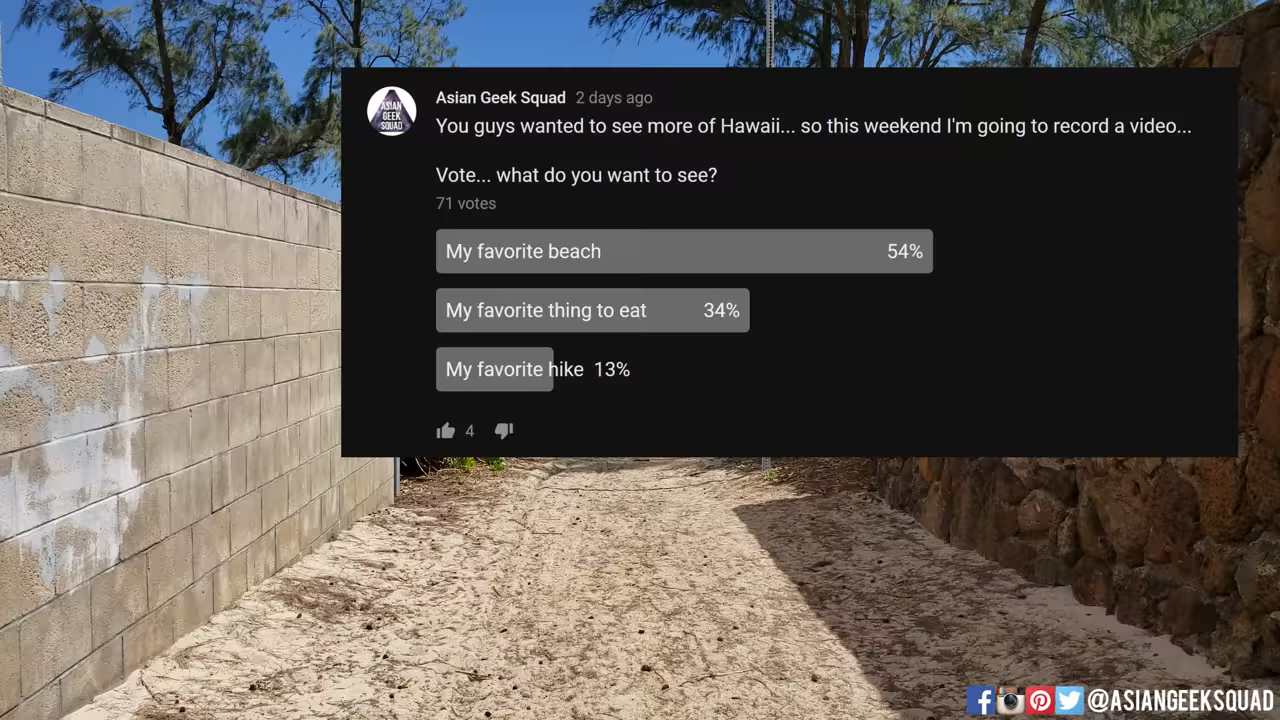 ASIAN
GEEK
SQUAD
Asian Geek Squad 2 days ago
You guys wanted to see more of Hawaii... so this weekend I'm going to record a video...
Vote... what do you want to see?
71 votes
My favorite beach 54%
My favorite thing to eat 34%
My favorite hike 13%
4
@ASIANGEEKSQUAD